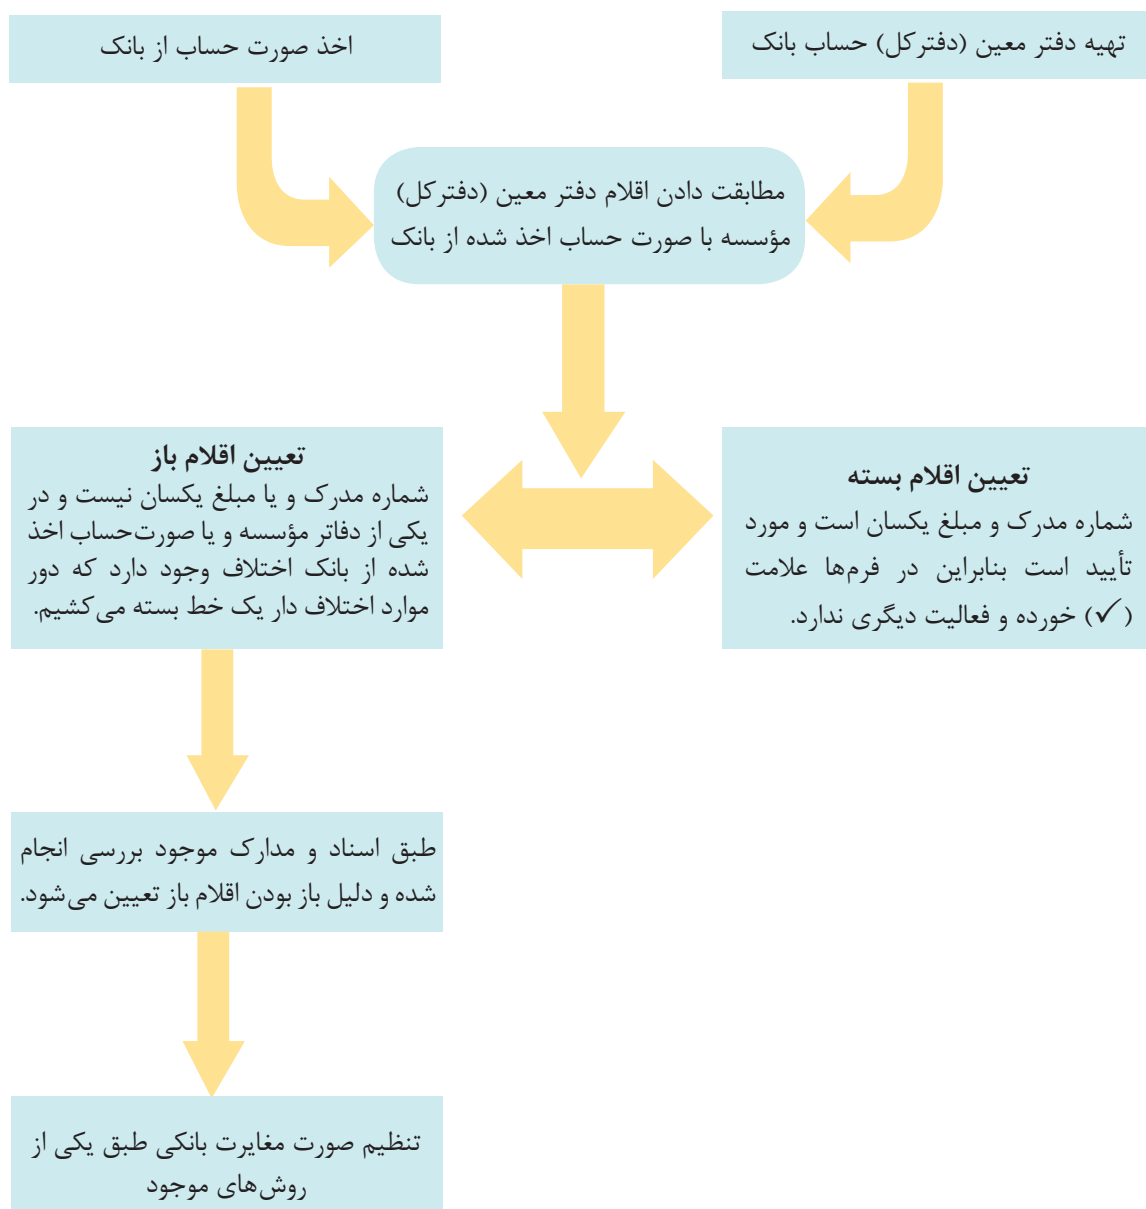 تهیه دفتر معین (دفترکل) حساب بانک
اخذ صورت حساب از بانک
مطابقت دادن اقلام دفتر معین (دفترکل)
مؤسسه با صورت حساب اخذ شده از بانک
تعیین اقلام بسته
شماره مدرک و مبلغ یکسان است و مورد
تأیید است بنابراین در فرم‌ها علامت
(✓) خورده و فعالیت دیگری ندارد.
تعیین اقلام باز
شماره مدرک و یا مبلغ یکسان نیست و در
یکی از دفاتر مؤسسه و یا صورت‌حساب اخذ
شده از بانک اختلاف وجود دارد که دور
موارد اختلاف دار یک خط بسته می‌کشیم.
طبق اسناد و مدارک موجود بررسی انجام
شده و دلیل باز بودن اقلام باز تعیین می‌شود.
تنظیم صورت مغایرت بانکی طبق یکی از
روش‌های موجود